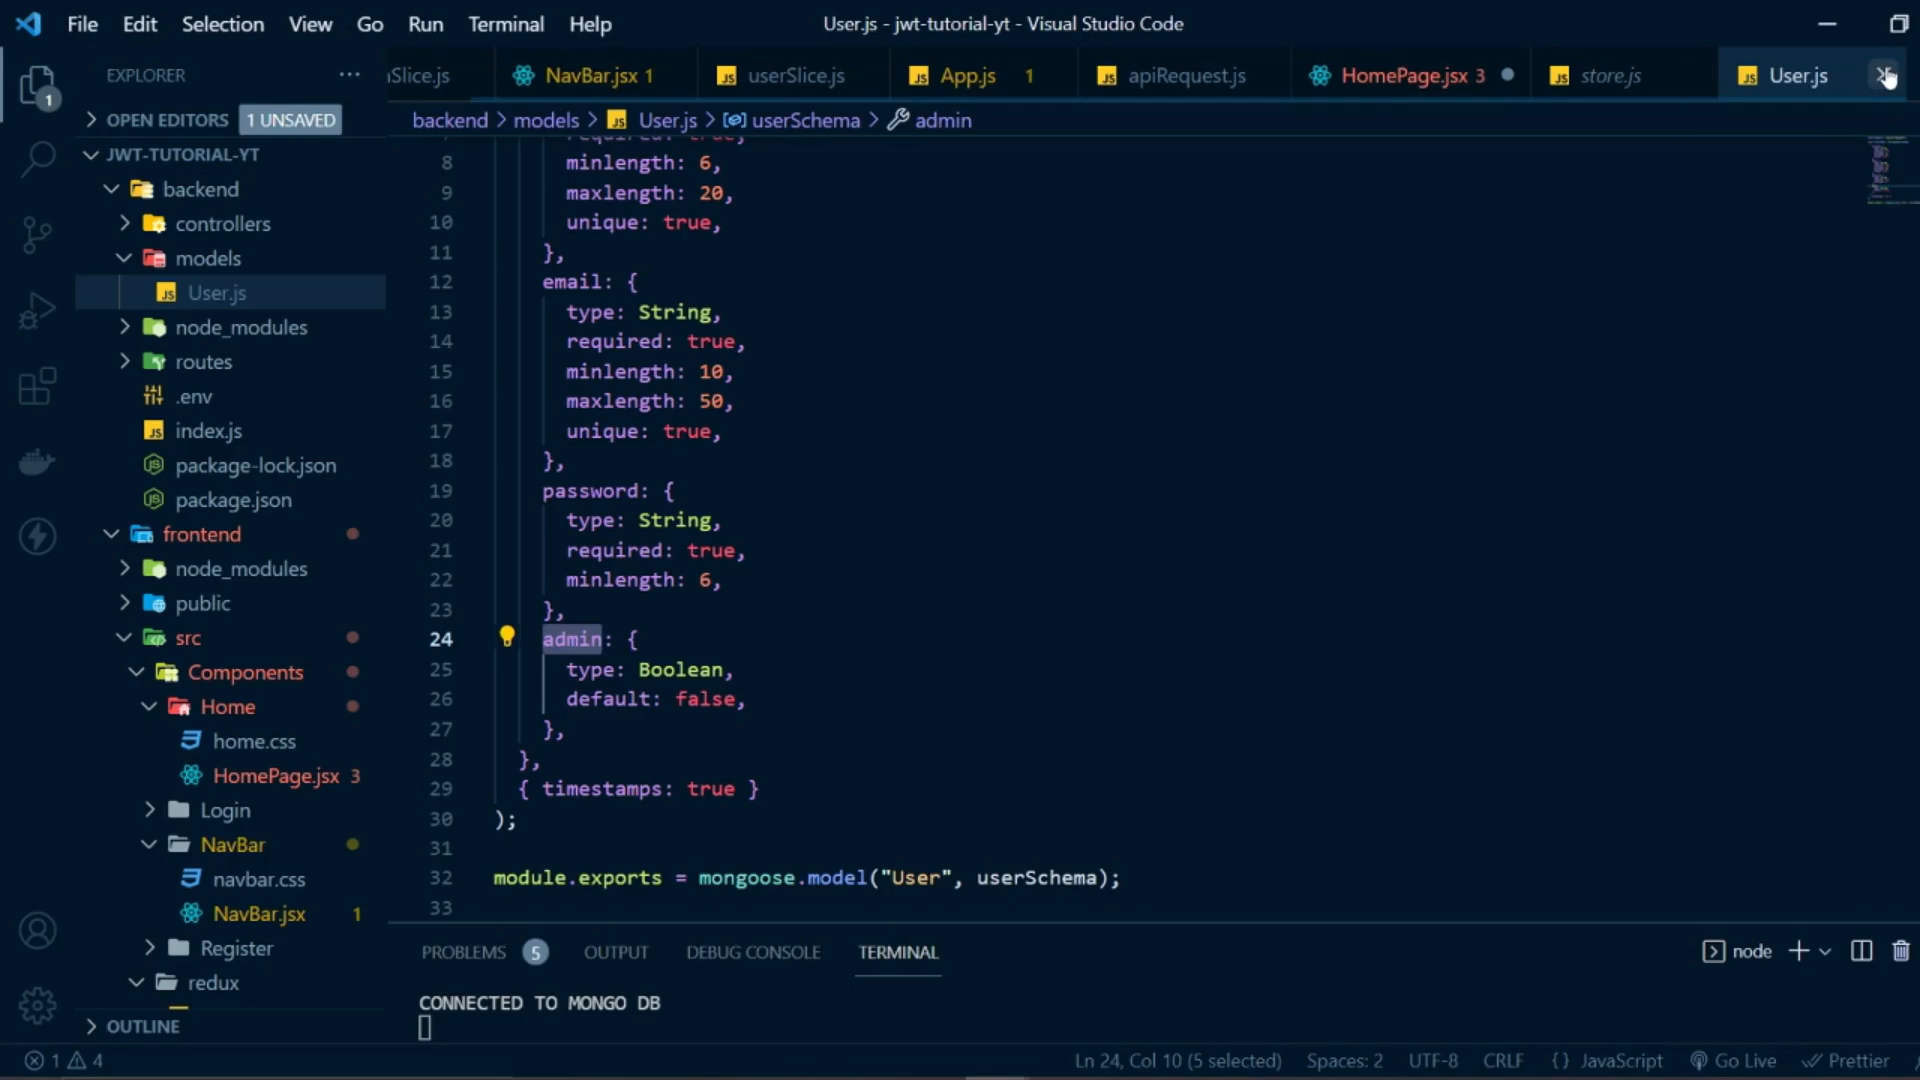 File Edit Selection View Go Run Terminal Help
User.js - jwt-tutorial-yt - Visual Studio Code
EXPLORER
Slice.js
NavBar.jsx 1
userSlice.js
App.js 1
apiRequest.js
HomePage.jsx 3
store.js
User.js
1
OPEN EDITORS 1 UNSAVED
backend > models > User.js > userSchema > admin
JWT-TUTORIAL-YT
backend
controllers
models
User.js
node_modules
routes
.env
index.js
package-lock.json
package.json
frontend
node_modules
public
src
Components
Home
home.css
HomePage.jsx 3
Login
NavBar
navbar.css
NavBar.jsx 1
Register
redux
OUTLINE
required: true,
8 minlength: 6,
9 maxlength: 20,
10 unique: true,
11 },
12 email: {
13 type: String,
14 required: true,
15 minlength: 10,
16 maxlength: 50,
17 unique: true,
18 },
19 password: {
20 type: String,
21 required: true,
22 minlength: 6,
23 },
24 admin: {
25 type: Boolean,
26 default: false,
27 },
28 },
29 { timestamps: true }
30 );
31
32 module.exports = mongoose.model("User", userSchema);
33
PROBLEMS 5 OUTPUT DEBUG CONSOLE TERMINAL
node
CONNECTED TO MONGO DB
1 4
Ln 24, Col 10 (5 selected) Spaces: 2 UTF-8 CRLF {} JavaScript Go Live Prettier